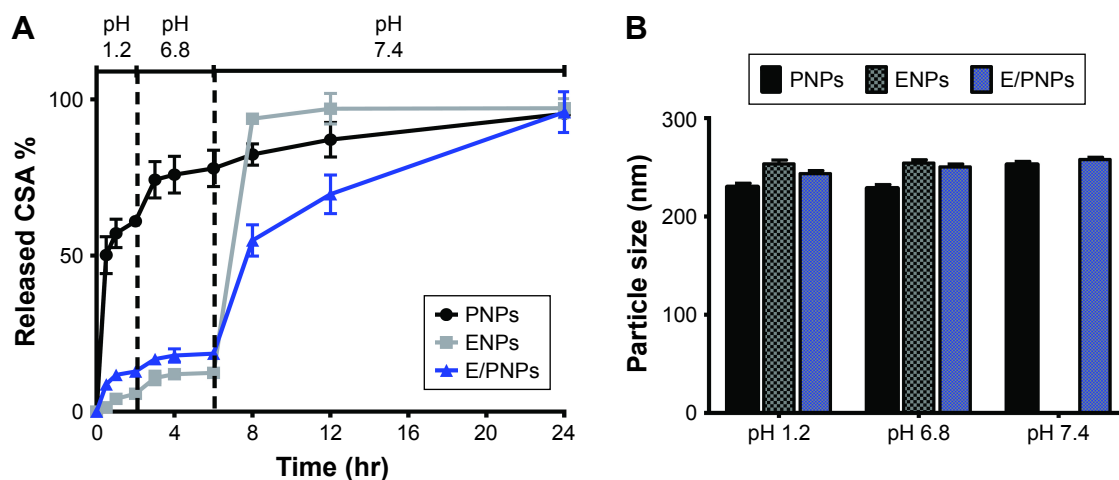 A
pH
1.2
pH
6.8
pH
7.4
Released CSA %
100
50
0
PNPs
ENPs
E/PNPs
0 4 8 12 16 20 24
Time (hr)
B
PNPs ENPs E/PNPs
Particle size (nm)
300
200
100
0
pH 1.2 pH 6.8 pH 7.4